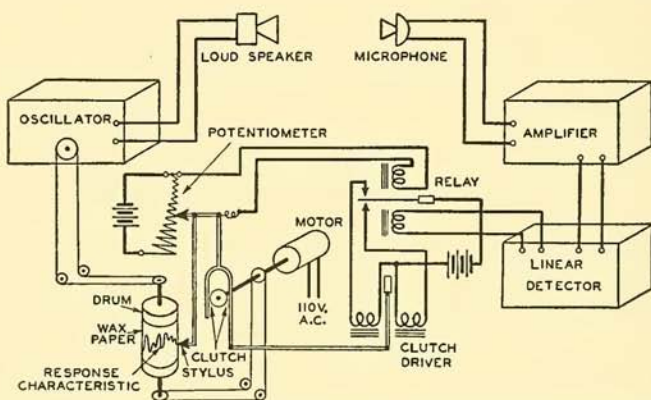 LOUD SPEAKER
MICROPHONE
OSCILLATOR
POTENTIOMETER
AMPLIFIER
RELAY
MOTOR
LINEAR
DETECTOR
DRUM
WAX
PAPER
110V.
A.C.
CLUTCH
STYLUS
CLUTCH
DRIVER
RESPONSE
CHARACTERISTIC